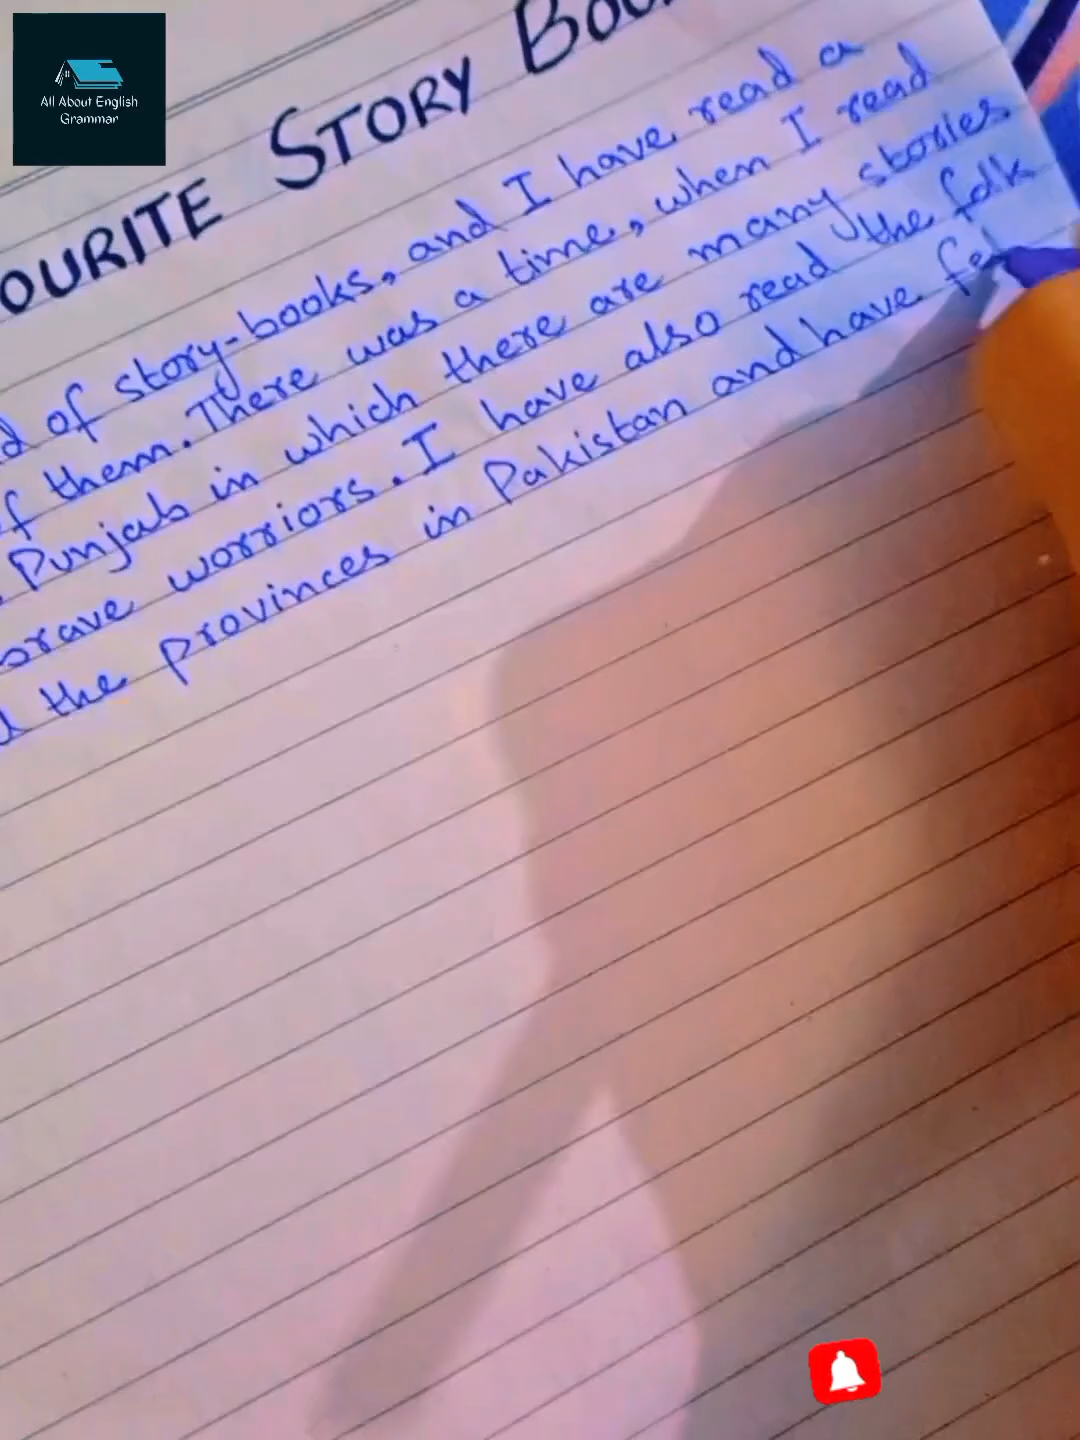 All About English
Grammar
OURITE STORY BOO
d of story-books, and I have read a
f them. There was a time, when I read
. Punjab in which there are many stories
brave worriors. I have also read the folk
the provinces in Pakistan and have fel